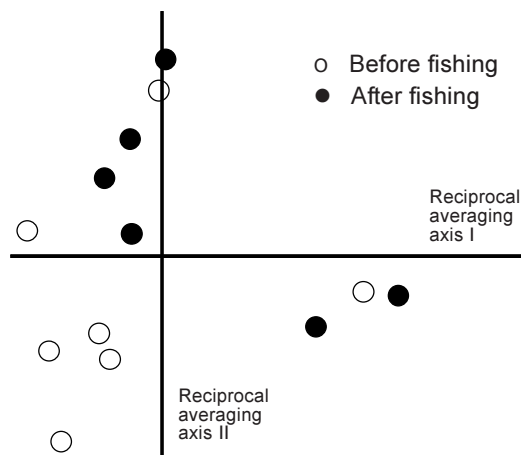 Before fishing
After fishing
Reciprocal
averaging
axis I
Reciprocal
averaging
axis II